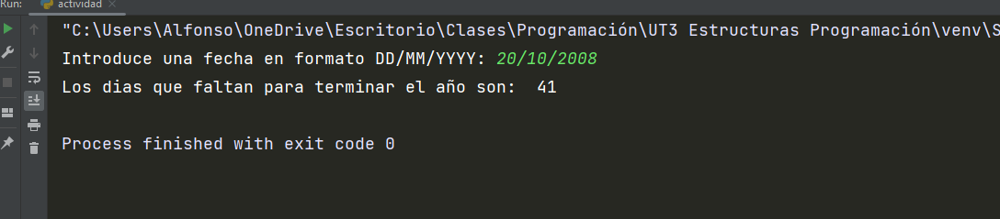 Run: actividad
"C:\Users\Alfonso\OneDrive\Escritorio\Clases\Programación\UT3 Estructuras Programación\venv\S
Introduce una fecha en formato DD/MM/YYYY: 20/10/2008
Los dias que faltan para terminar el año son:  41
Process finished with exit code 0